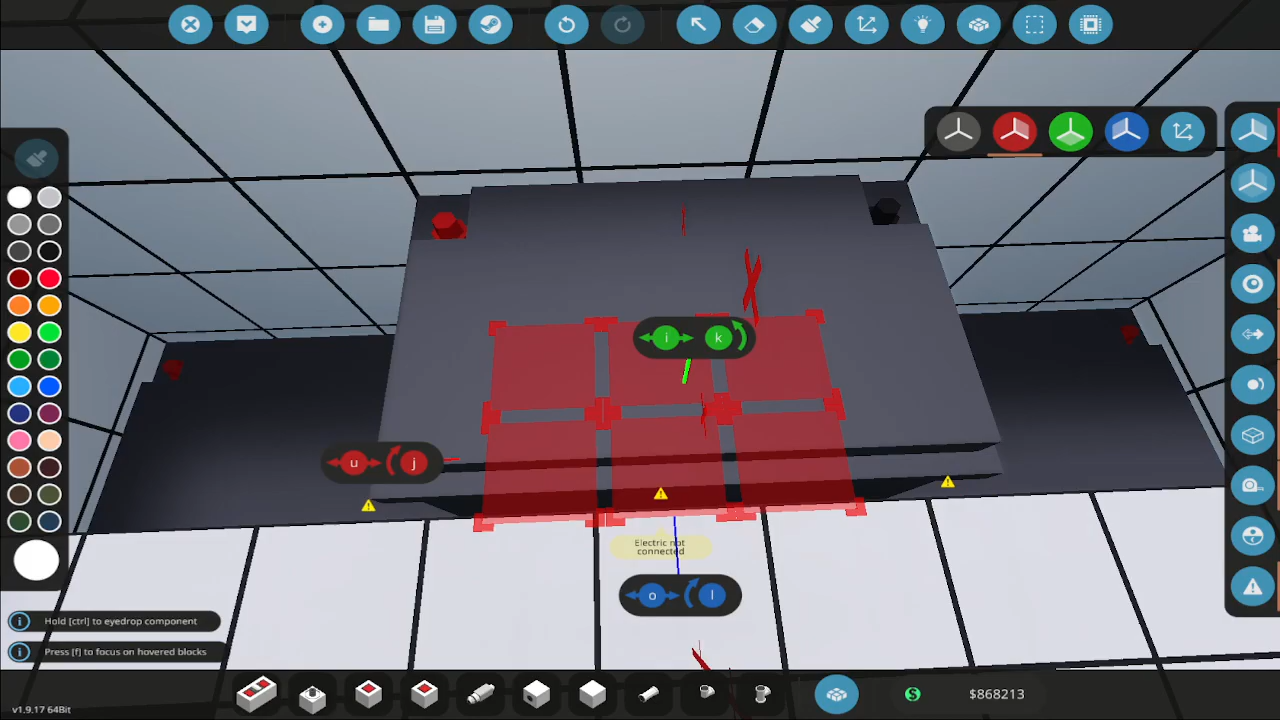 i k
u j
Electric not
connected
o l
Hold [ctrl] to eyedrop component
Press [f] to focus on hovered blocks
$868213
v1.9.17 64Bit